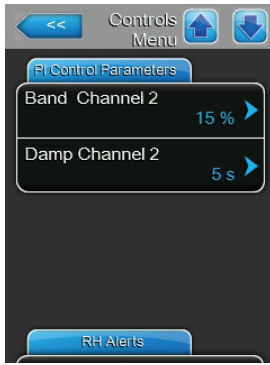 <<
Controls
Menu
PI Control Parameters
Band Channel 2
15 %
Damp Channel 2
5 s
RH Alerts